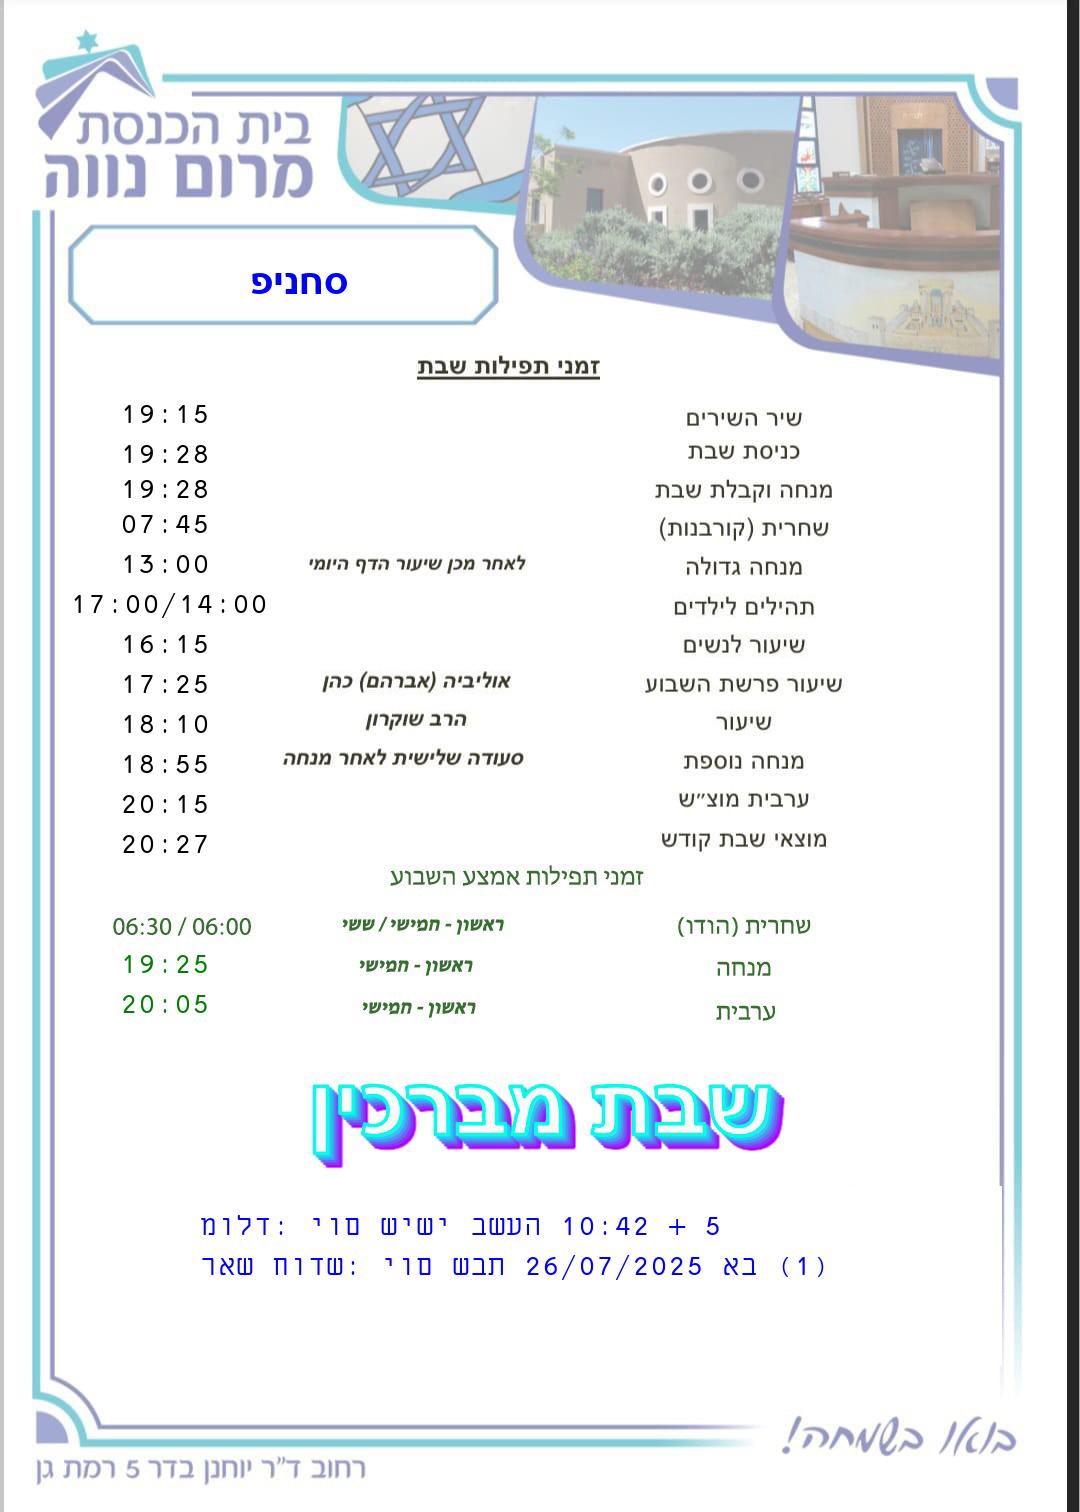 בית הכנסת
מרום נווה
פינחס
זמני תפילות שבת
שיר השירים 19:15
כניסת שבת 19:28
מנחה וקבלת שבת 19:28
שחרית (קורבנות) 07:45
מנחה גדולה לאחר מכן שיעור הדף היומי 13:00
תהילים לילדים 17:00/14:00
שיעור לנשים 16:15
שיעור פרשת השבוע אוליביה (אברהם) כהן 17:25
שיעור הרב שוקרון 18:10
מנחה נוספת סעודה שלישית לאחר מנחה 18:55
ערבית מוצ״ש 20:15
מוצאי שבת קודש 20:27
זמני תפילות אמצע השבוע
שחרית (הודו) ראשון - חמישי / ששי 06:30 / 06:00
מנחה ראשון - חמישי 19:25
ערבית ראשון - חמישי 20:05
שבת מברכין
מולד: יום שישי בשעה 10:42 + 5
ראש חודש: יום שבת 26/07/2025 אב (1)
בואו בשמחה!
רחוב ד״ר יוחנן בדר 5 רמת גן